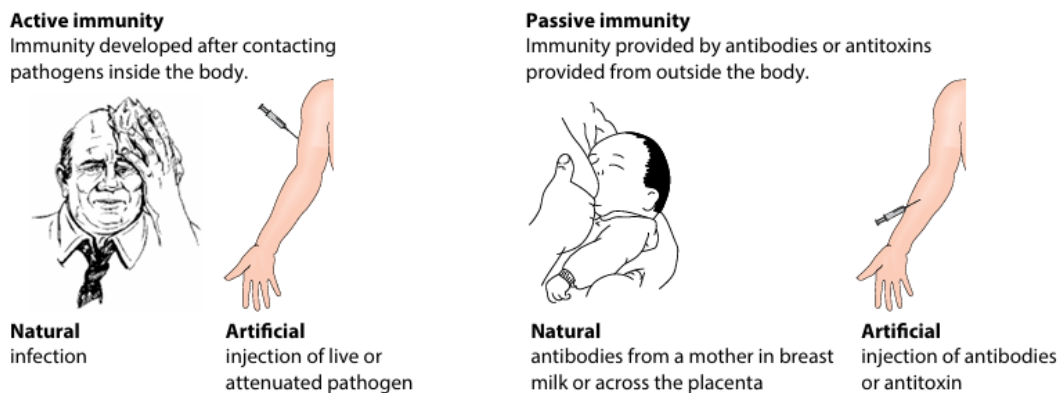 Active immunity
Immunity developed after contacting
pathogens inside the body.
Natural
infection
Artificial
injection of live or
attenuated pathogen
Passive immunity
Immunity provided by antibodies or antitoxins
provided from outside the body.
Natural
antibodies from a mother in breast
milk or across the placenta
Artificial
injection of antibodies
or antitoxin